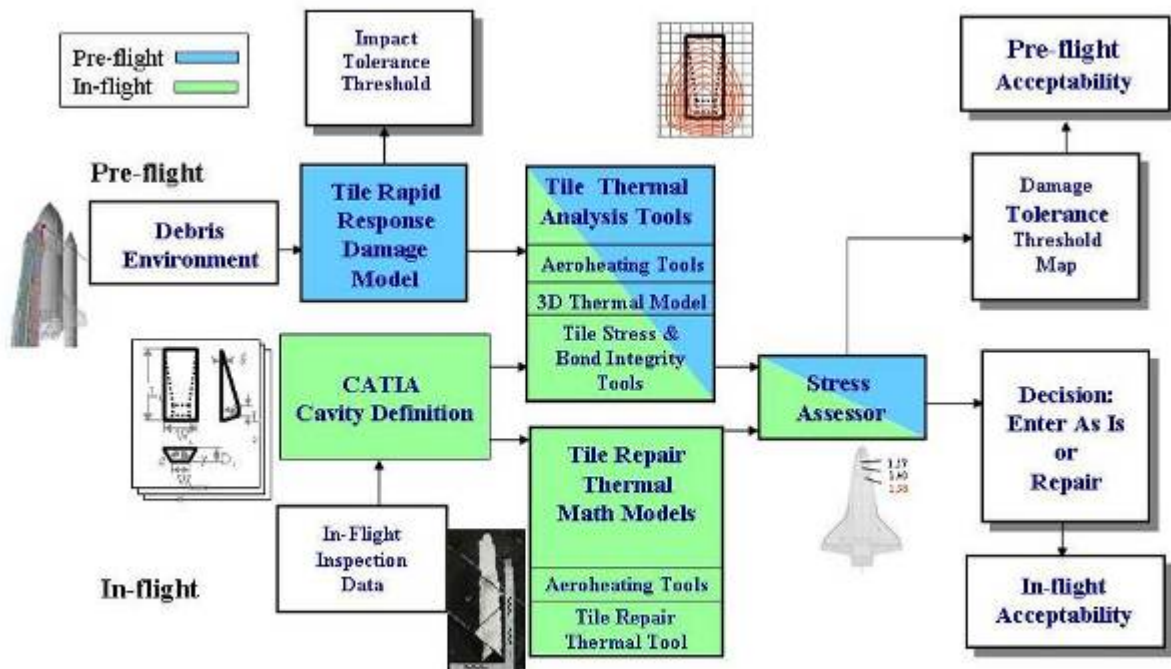 Pre-flight
In-flight
Impact
Tolerance
Threshold
Pre-flight
Acceptability
Pre-flight
Debris
Environment
Tile Rapid
Response
Damage
Model
Tile Thermal
Analysis Tools
Aeroheating Tools
3D Thermal Model
Tile Stress &
Bond Integrity
Tools
Damage
Tolerance
Threshold
Map
CATIA
Cavity Definition
Stress
Assessor
Decision:
Enter As Is
or
Repair
In-Flight
Inspection
Data
Tile Repair
Thermal
Math Models
Aeroheating Tools
Tile Repair
Thermal Tool
In-flight
In-flight
Acceptability